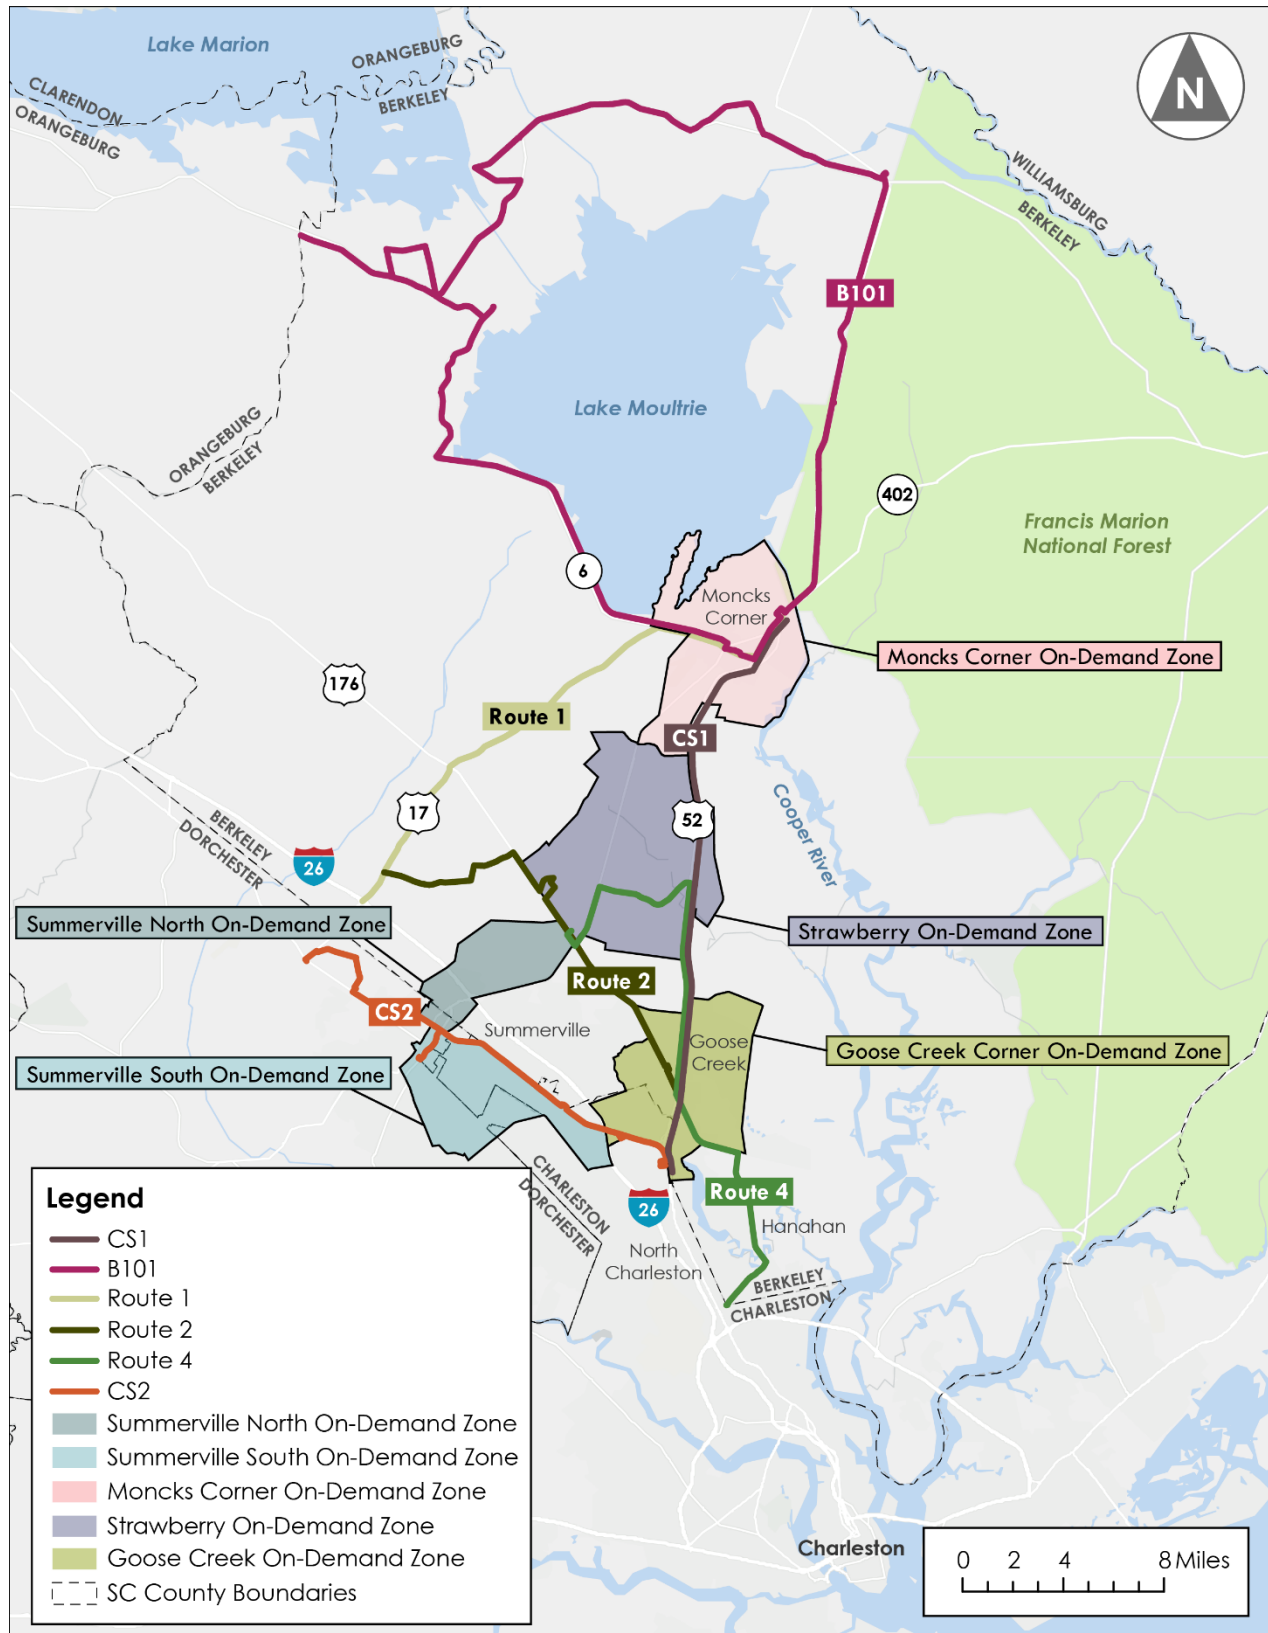 Lake Marion
ORANGEBURG
BERKELEY
CLARENDON
ORANGEBURG
N
WILLIAMSBURG
BERKELEY
B101
Lake Moultrie
ORANGEBURG
BERKELEY
402
Francis Marion
National Forest
6
Moncks
Corner
Moncks Corner On-Demand Zone
176
Route 1
CS1
17
52
Cooper River
BERKELEY
DORCHESTER
26
Summerville North On-Demand Zone
Strawberry On-Demand Zone
Route 2
CS2
Summerville
Goose
Creek
Goose Creek Corner On-Demand Zone
Summerville South On-Demand Zone
CHARLESTON
DORCHESTER
Route 4
26
Hanahan
North
Charleston
BERKELEY
CHARLESTON
Legend
CS1
B101
Route 1
Route 2
Route 4
CS2
Summerville North On-Demand Zone
Summerville South On-Demand Zone
Moncks Corner On-Demand Zone
Strawberry On-Demand Zone
Goose Creek On-Demand Zone
SC County Boundaries
Charleston
0 2 4 8 Miles